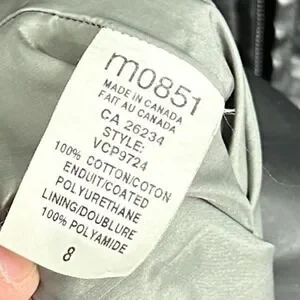 m0851
MADE IN CANADA
FAIT AU CANADA
CA 26234
STYLE:
VCP9724
100% COTTON/COTON
ENDUIT/COATED
POLYURETHANE
LINING/DOUBLURE
100% POLYAMIDE
8